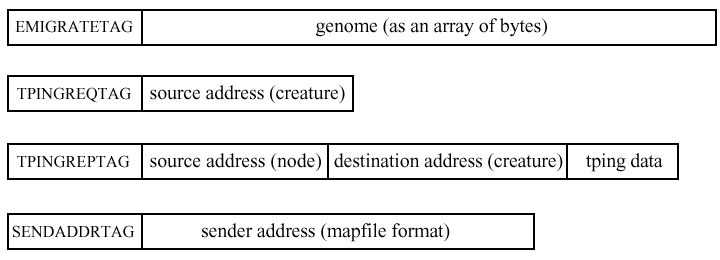 EMIGRATETAG genome (as an array of bytes)
TPINGREQTAG source address (creature)
TPINGREPTAG source address (node) destination address (creature) tping data
SENDADDRTAG sender address (mapfile format)